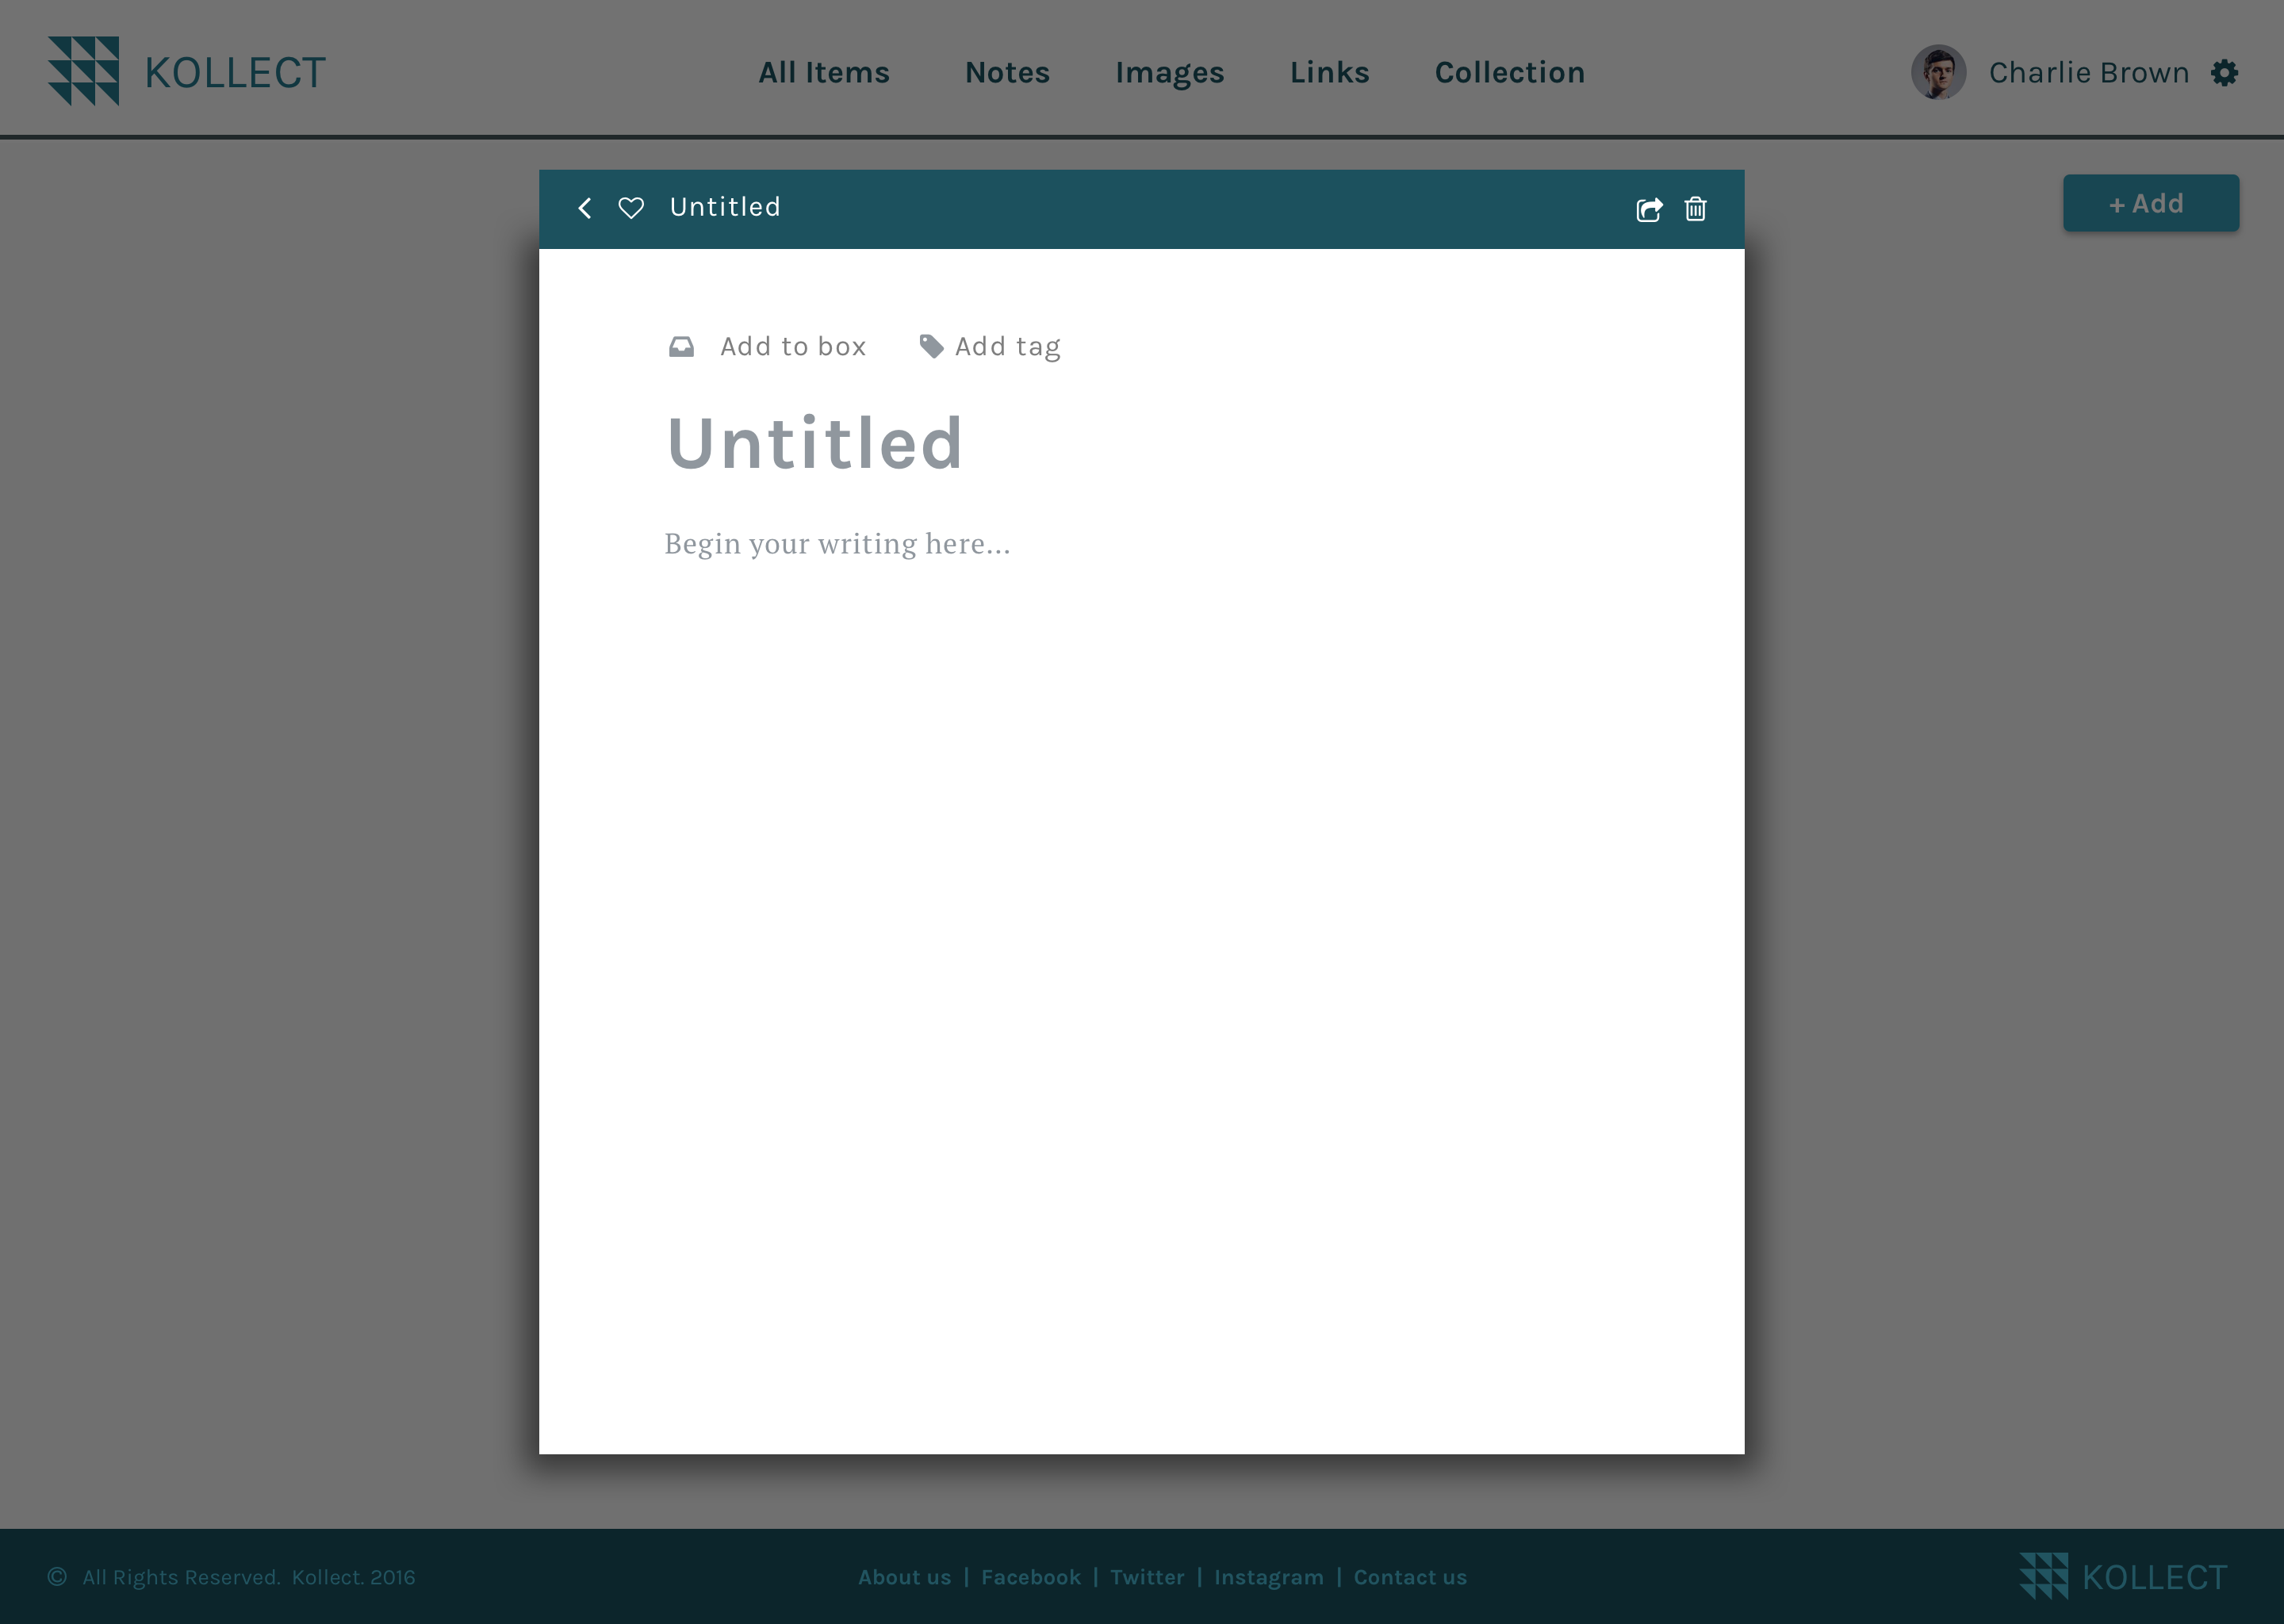 KOLLECT
All Items Notes Images Links Collection
Charlie Brown
+ Add
Untitled
Add to box Add tag
Untitled
Begin your writing here...
© All Rights Reserved. Kollect. 2016
About us | Facebook | Twitter | Instagram | Contact us
KOLLECT